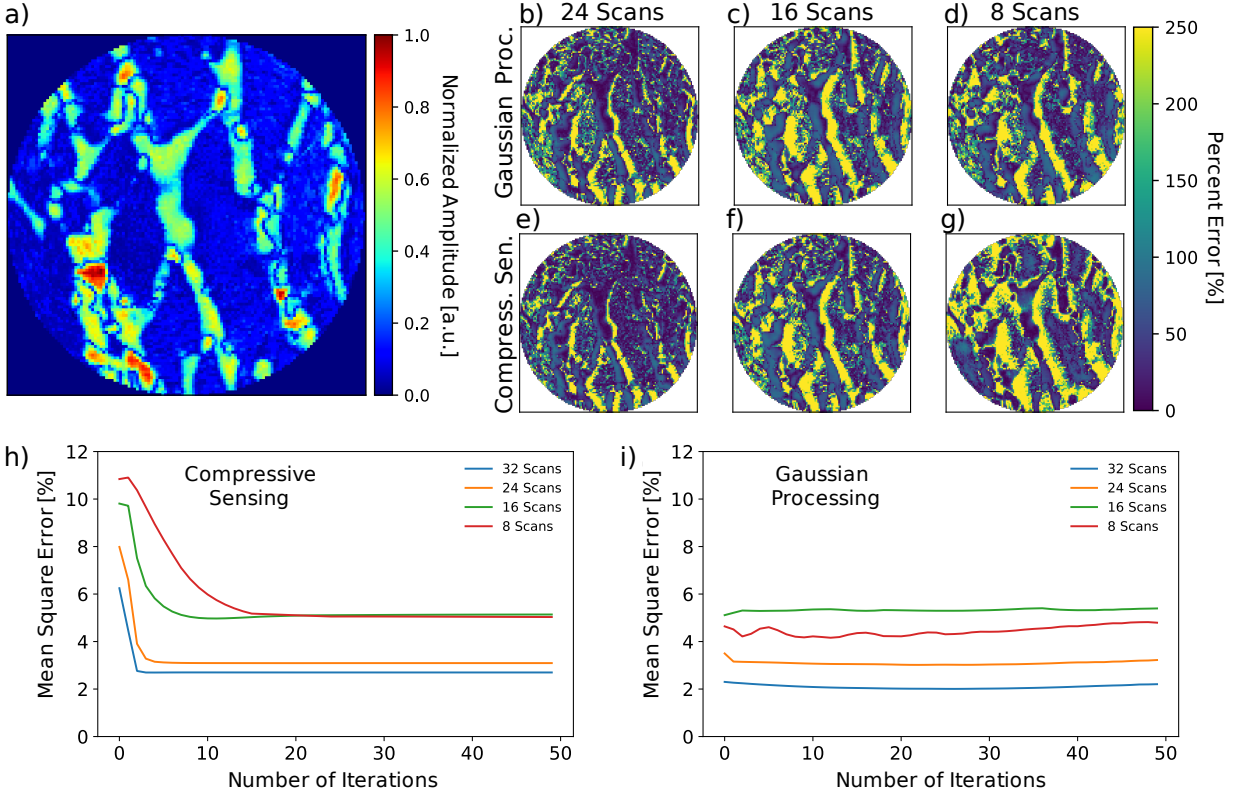 a)
1.0
0.8
0.6
0.4
0.2
0.0
Normalized Amplitude [a.u.]
b) 24 Scans
c) 16 Scans
d) 8 Scans
Gaussian Proc.
e)
f)
g)
Compress. Sen.
250
200
150
100
50
0
Percent Error [%]
h)
Compressive
Sensing
32 Scans
24 Scans
16 Scans
8 Scans
12
10
8
6
4
2
0
Mean Square Error [%]
0 10 20 30 40 50
Number of Iterations
i)
Gaussian
Processing
32 Scans
24 Scans
16 Scans
8 Scans
12
10
8
6
4
2
0
Mean Square Error [%]
0 10 20 30 40 50
Number of Iterations